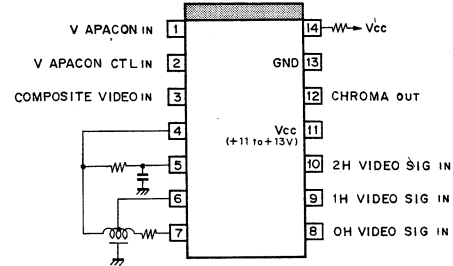 V APACON IN 1
V APACON CTL IN 2
COMPOSITE VIDEO IN 3
4
5
6
7
14 Vcc
GND 13
12 CHROMA OUT
Vcc 11
(+11 to +13V)
10 2H VIDEO SIG IN
9 1H VIDEO SIG IN
8 0H VIDEO SIG IN